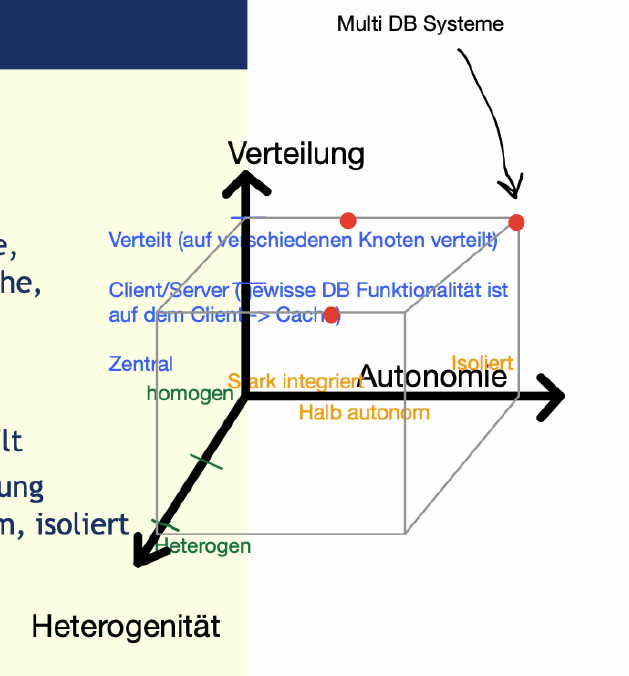 Multi DB Systeme
Verteilung
e,
Verteilt (auf verschiedenen Knoten verteilt)
he,
Client/Server (gewisse DB Funktionalität ist
auf dem Client -> Cache)
Zentral
Isoliert
Stark integriert
Autonomie
homogen
Halb autonom
lt
ung
m, isoliert
Heterogen
Heterogenität